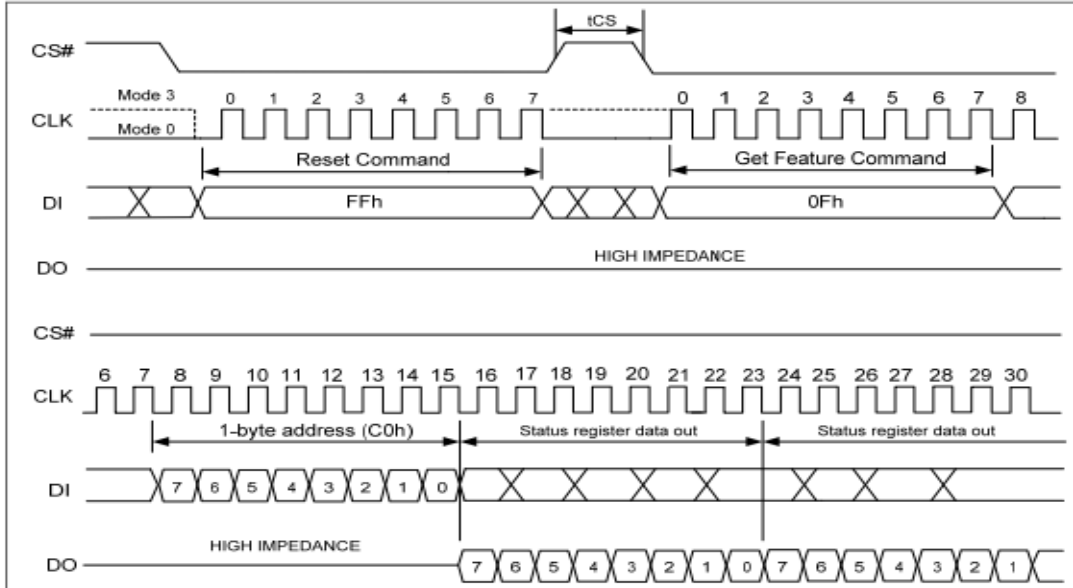 tCS
CS#
Mode 3
0 1 2 3 4 5 6 7 0 1 2 3 4 5 6 7 8
CLK
Mode 0
Reset Command Get Feature Command
DI FFh 0Fh
HIGH IMPEDANCE
DO
CS#
6 7 8 9 10 11 12 13 14 15 16 17 18 19 20 21 22 23 24 25 26 27 28 29 30
CLK
1-byte address (C0h) Status register data out Status register data out
DI 7 6 5 4 3 2 1 0
HIGH IMPEDANCE
DO 7 6 5 4 3 2 1 0 7 6 5 4 3 2 1